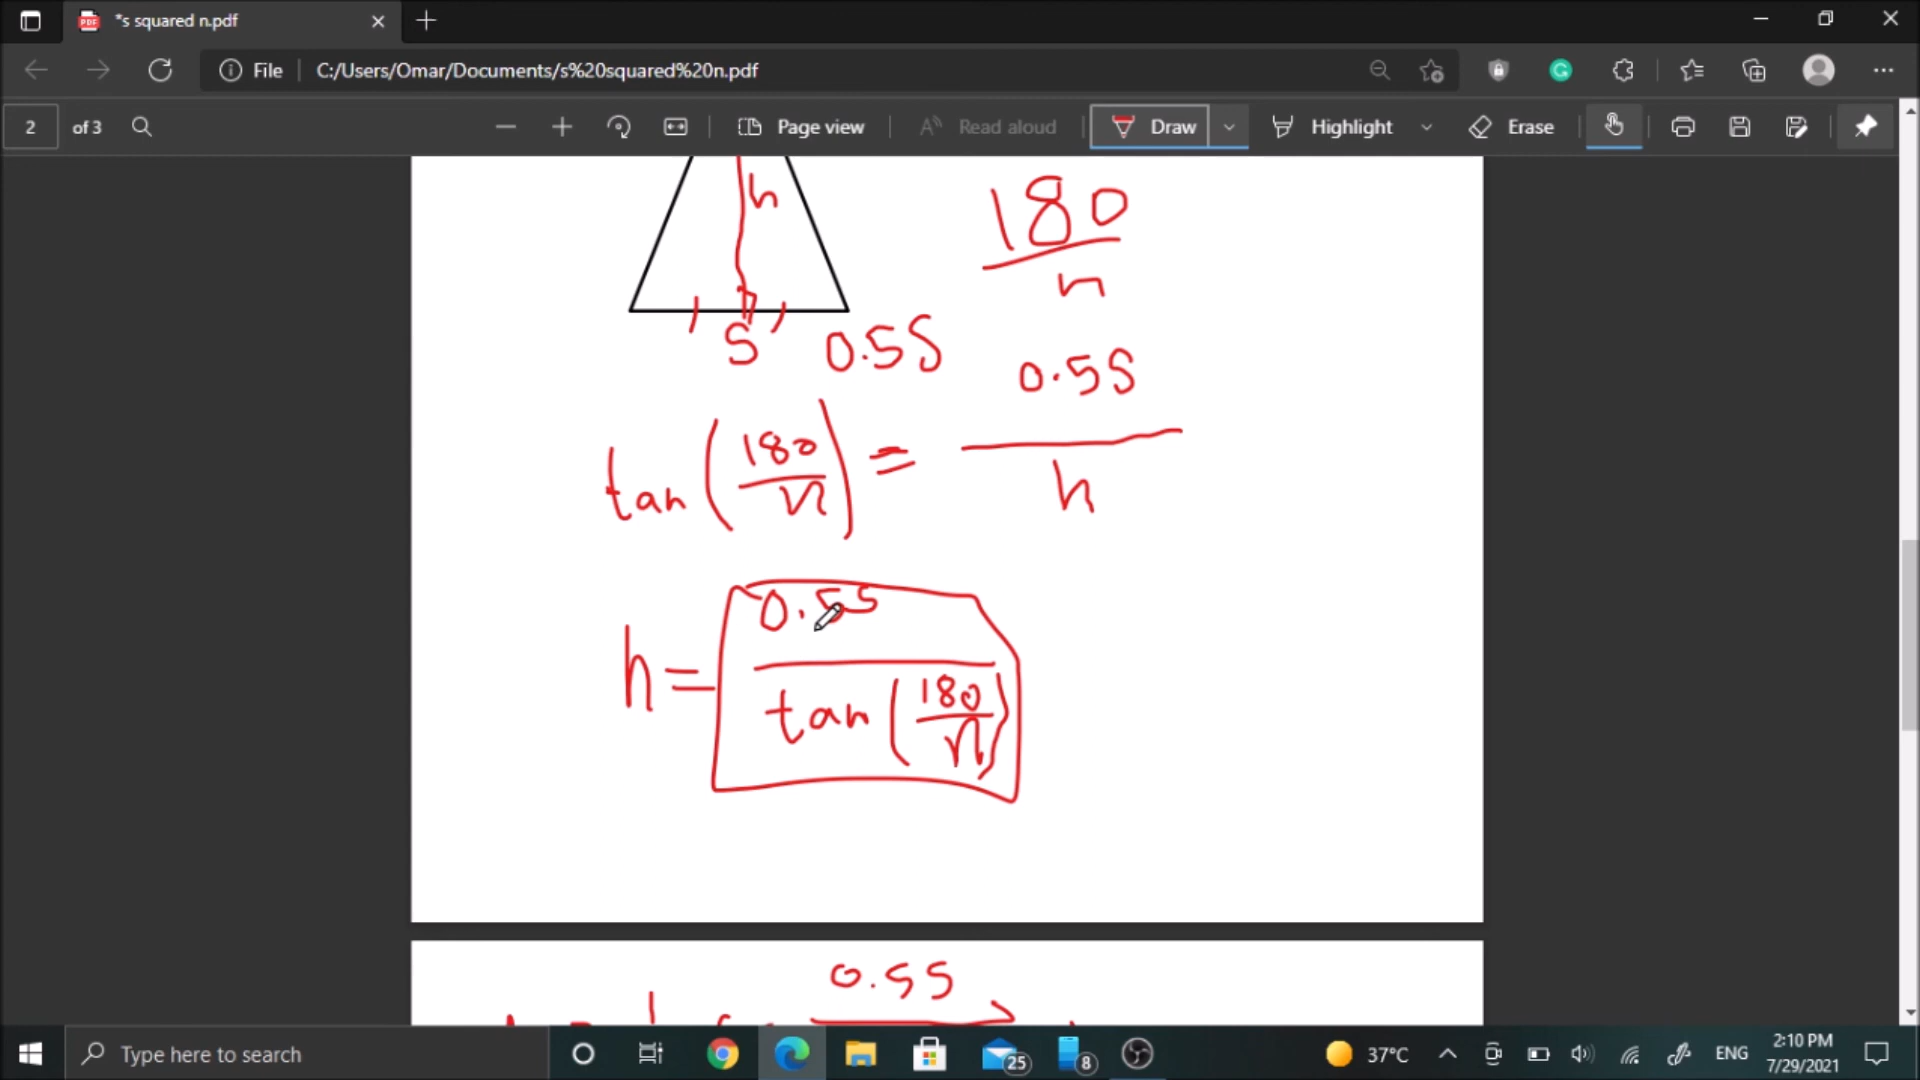 *s squared n.pdf
File C:/Users/Omar/Documents/s%20squared%20n.pdf
2 of 3 Page view Read aloud Draw Highlight Erase
h
180
n
S 0.5S
0.5S
tan (180/n) =
h
0.5S
h =
tan (180/n)
0.5S
Type here to search
25
8
37°C
ENG
2:10 PM
7/29/2021